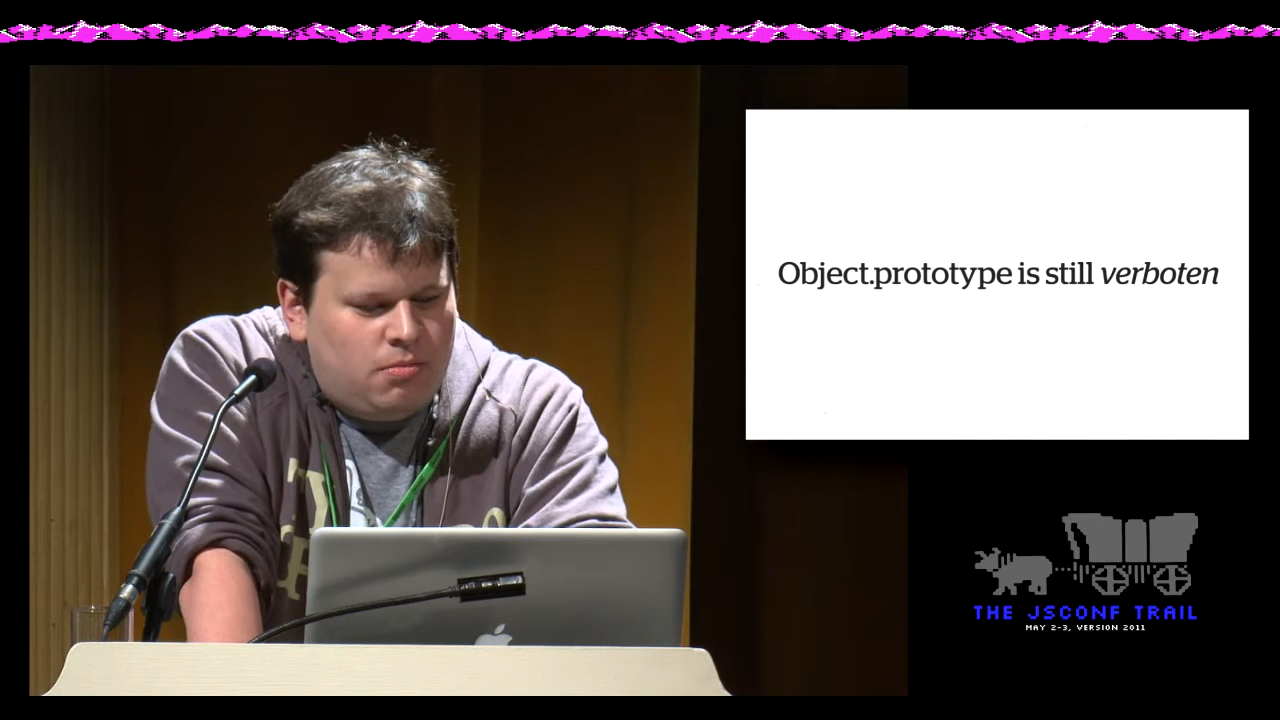 Object.prototype is still verboten
THE JSCONF TRAIL
MAY 2-3, VERSION 2011